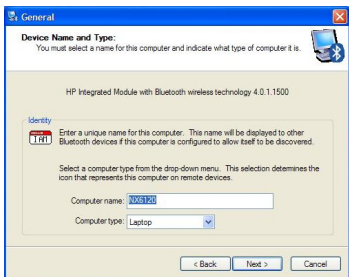 General
Device Name and Type:
You must select a name for this computer and indicate what type of computer it is.
HP Integrated Module with Bluetooth wireless technology 4.0.1.1500
Identity
I AM
Enter a unique name for this computer. This name will be displayed to other
Bluetooth devices if this computer is configured to allow itself to be discovered.
Select a computer type from the drop-down menu. This selection determines the
icon that represents this computer on remote devices.
Computer name: NX6120
Computer type: Laptop
< Back Next > Cancel